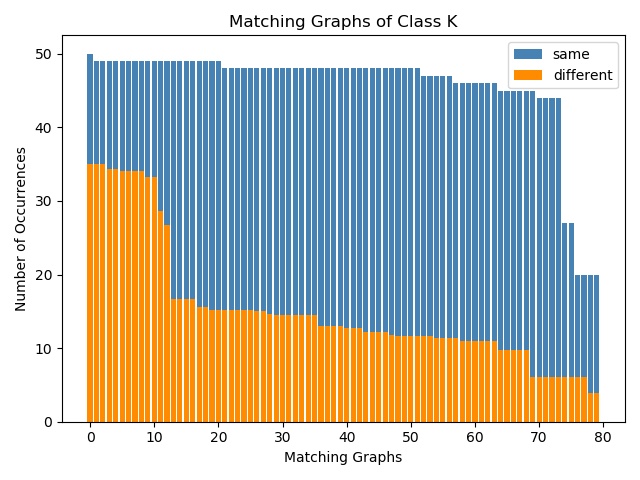 Matching Graphs of Class K
same
different
Number of Occurrences
50
40
30
20
10
0
0 10 20 30 40 50 60 70 80
Matching Graphs